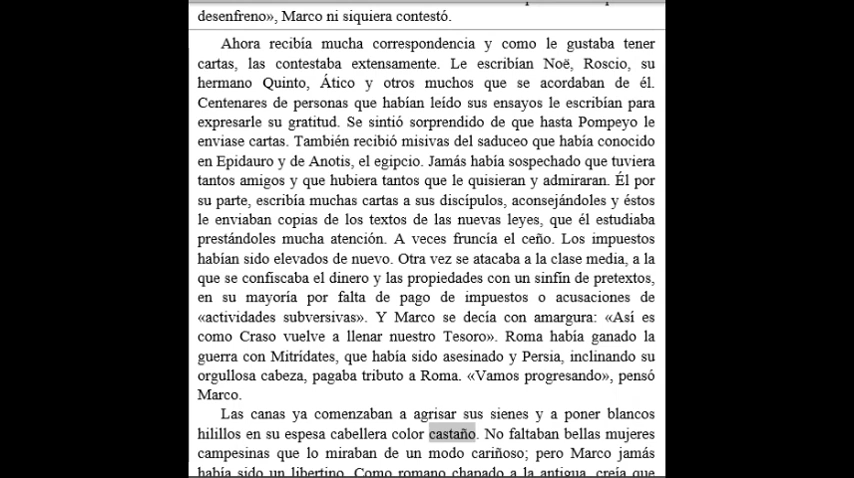 desenfreno», Marco ni siquiera contestó.
Ahora recibía mucha correspondencia y como le gustaba tener
cartas, las contestaba extensamente. Le escribían Noë, Roscio, su
hermano Quinto, Ático y otros muchos que se acordaban de él.
Centenares de personas que habían leído sus ensayos le escribían para
expresarle su gratitud. Se sintió sorprendido de que hasta Pompeyo le
enviase cartas. También recibió misivas del saduceo que había conocido
en Epidauro y de Anotis, el egipcio. Jamás había sospechado que tuviera
tantos amigos y que hubiera tantos que le quisieran y admiraran. Él por
su parte, escribía muchas cartas a sus discípulos, aconsejándoles y éstos
le enviaban copias de los textos de las nuevas leyes, que él estudiaba
prestándoles mucha atención. A veces fruncía el ceño. Los impuestos
habían sido elevados de nuevo. Otra vez se atacaba a la clase media, a la
que se confiscaba el dinero y las propiedades con un sinfín de pretextos,
en su mayoría por falta de pago de impuestos o acusaciones de
«actividades subversivas». Y Marco se decía con amargura: «Así es
como Craso vuelve a llenar nuestro Tesoro». Roma había ganado la
guerra con Mitrídates, que había sido asesinado y Persia, inclinando su
orgullosa cabeza, pagaba tributo a Roma. «Vamos progresando», pensó
Marco.
Las canas ya comenzaban a agrisar sus sienes y a poner blancos
hilillos en su espesa cabellera color castaño. No faltaban bellas mujeres
campesinas que lo miraban de un modo cariñoso; pero Marco jamás
había sido un libertino. Como romano chapado a la antigua, creía que